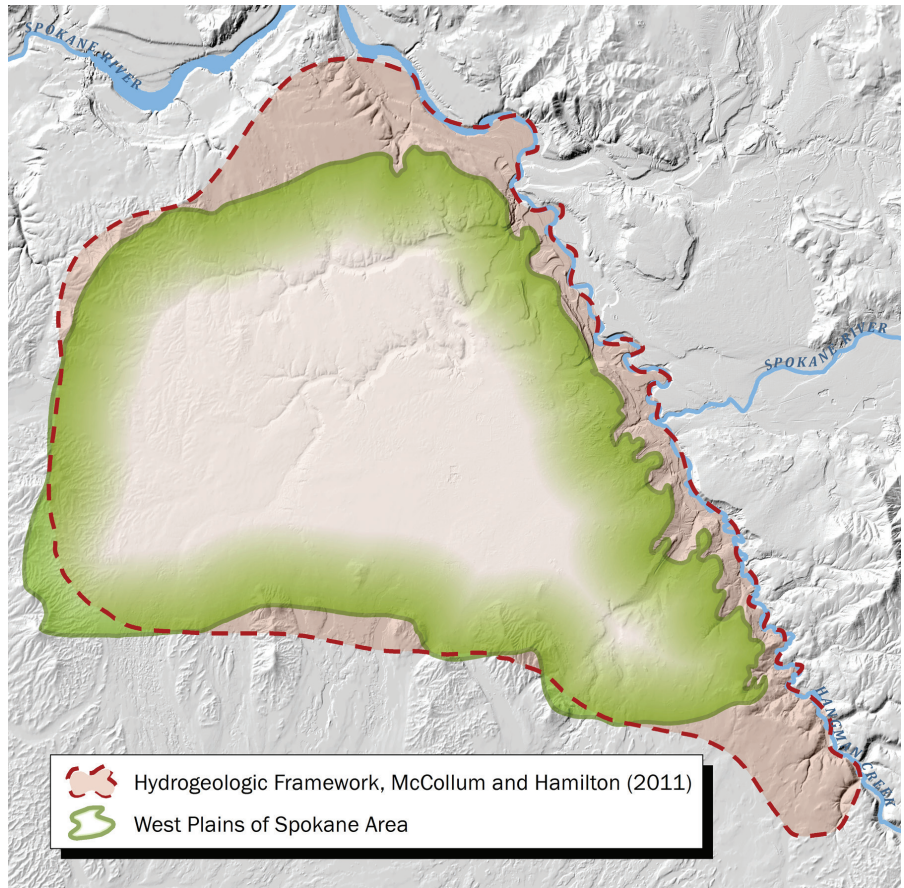 SPOKANE RIVER
SPOKANE RIVER
HANGMAN CREEK
Hydrogeologic Framework, McCollum and Hamilton (2011)
West Plains of Spokane Area